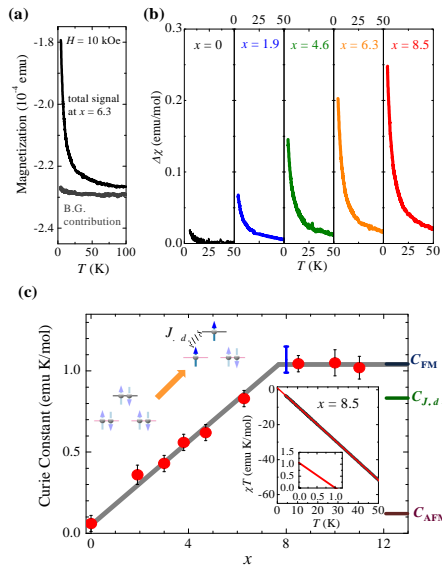 (a)
H = 10 kOe
total signal
at x = 6.3
B.G.
contribution
Magnetization (10⁻⁴ emu)
-1.8
-2.0
-2.2
-2.4
0 50 100
T (K)
(b)
0 25 50 0 25 50
x = 0 x = 1.9 x = 4.6 x = 6.3 x = 8.5
Δχ (emu/mol)
0.3
0.2
0.1
0.0
0 25 50 0 25 50 0 25 50
T (K) T (K) T (K)
(c)
J, d
Curie Constant (emu K/mol)
1.0
0.5
0.0
0 4 8 12
x
C_FM
C_J, d
C_AFM
x = 8.5
χT (emu K/mol)
0
-20
-40
-60
0 10 20 30 40 50
T (K)
1.5
1.0
0.5
0.0
0.0 0.5 1.0